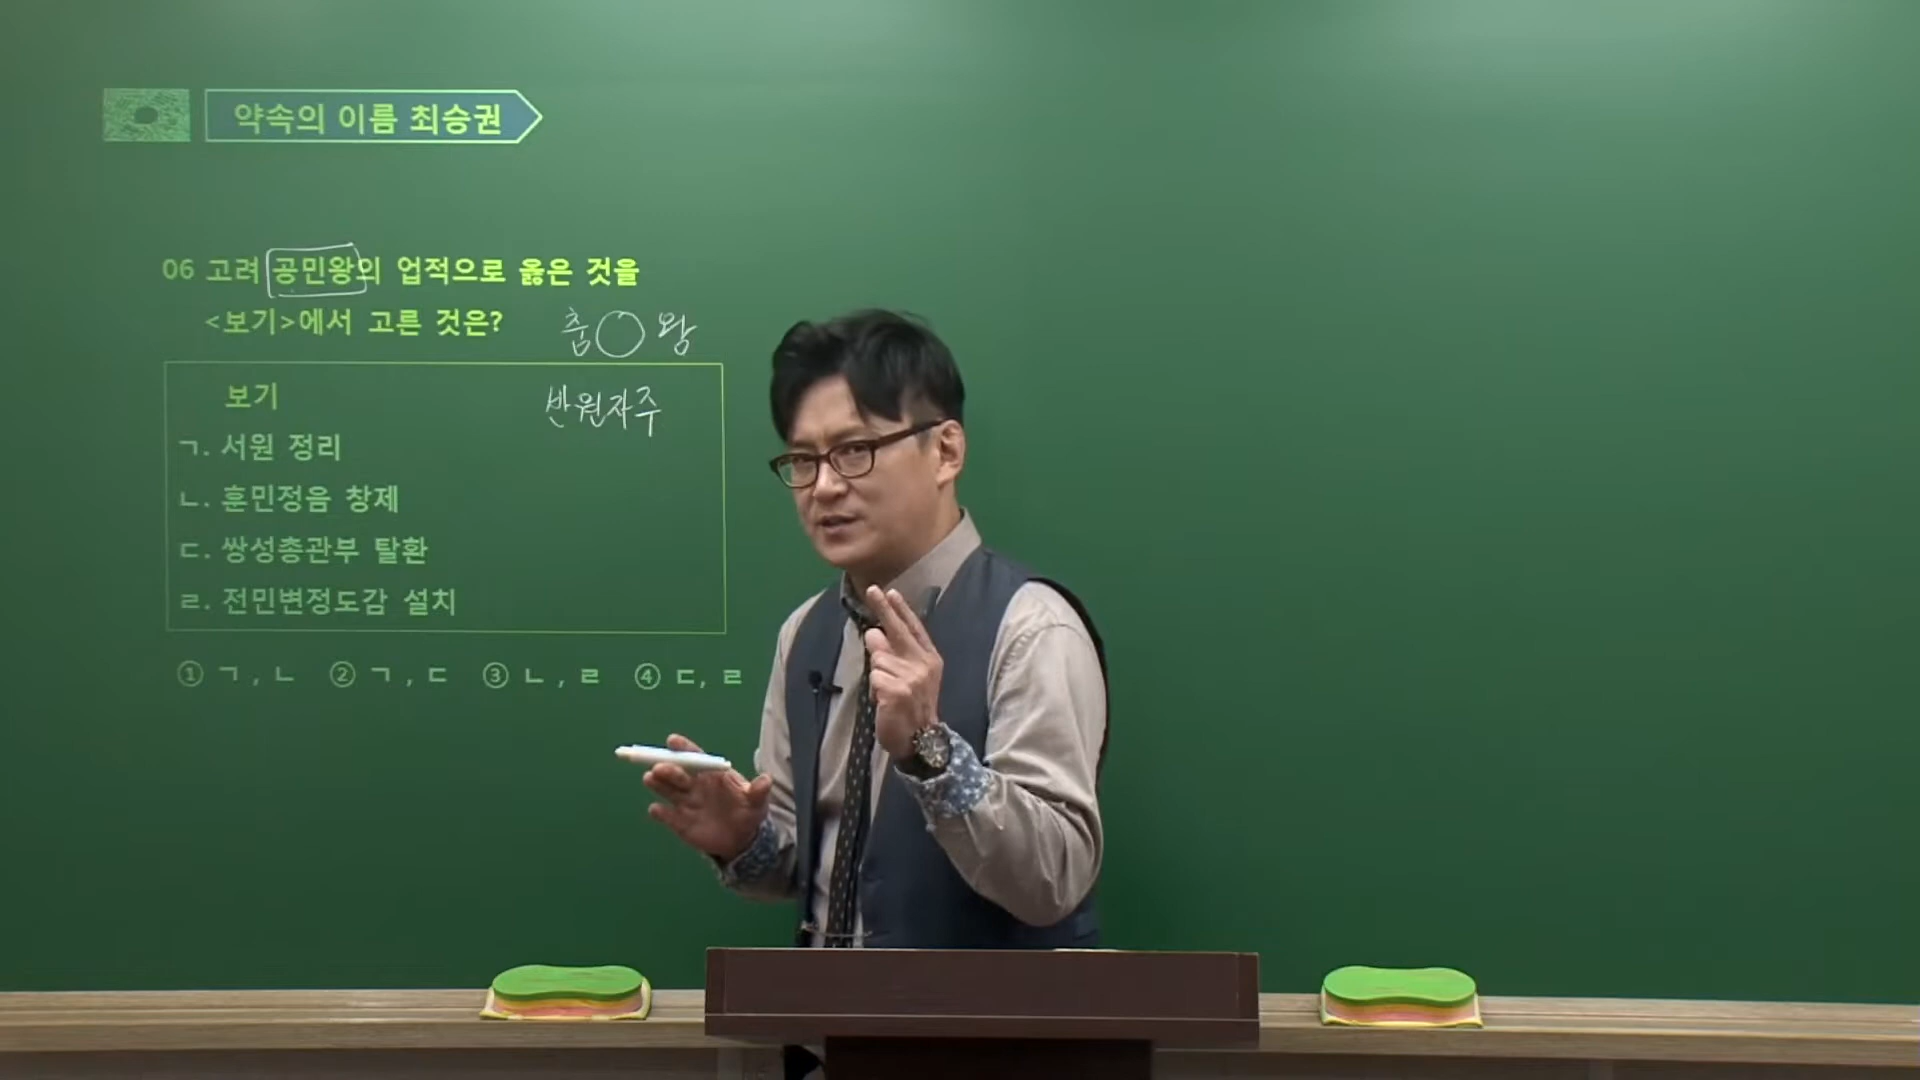 약속의 이름 최승권
06 고려 공민왕의 업적으로 옳은 것을
<보기>에서 고른 것은?
충○왕
보기
반원자주
ㄱ. 서원 정리
ㄴ. 훈민정음 창제
ㄷ. 쌍성총관부 탈환
ㄹ. 전민변정도감 설치
① ㄱ, ㄴ ② ㄱ, ㄷ ③ ㄴ, ㄹ ④ ㄷ, ㄹ